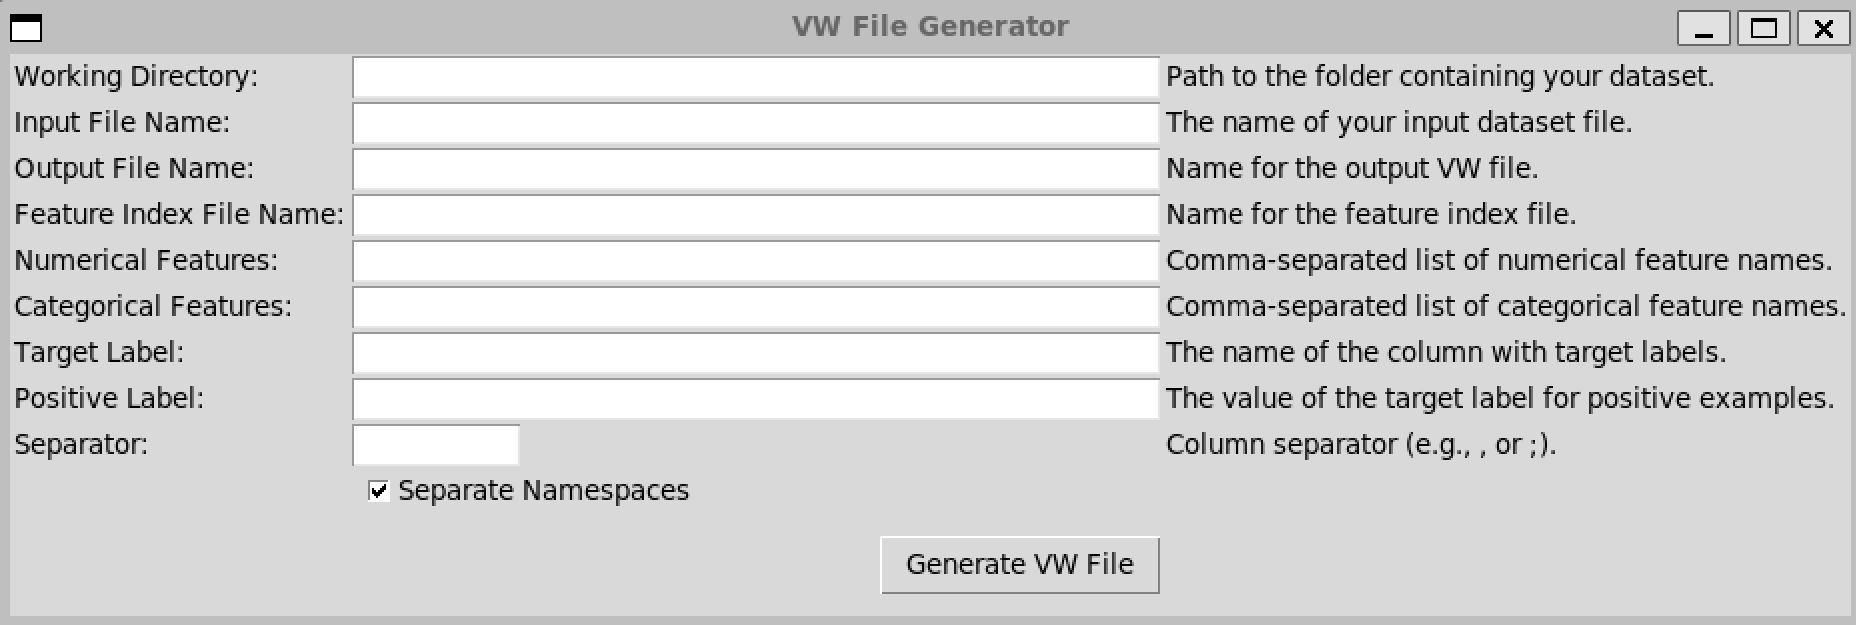 VW File Generator
Working Directory: Path to the folder containing your dataset.
Input File Name: The name of your input dataset file.
Output File Name: Name for the output VW file.
Feature Index File Name: Name for the feature index file.
Numerical Features: Comma-separated list of numerical feature names.
Categorical Features: Comma-separated list of categorical feature names.
Target Label: The name of the column with target labels.
Positive Label: The value of the target label for positive examples.
Separator: Column separator (e.g., , or ;).
Separate Namespaces
Generate VW File